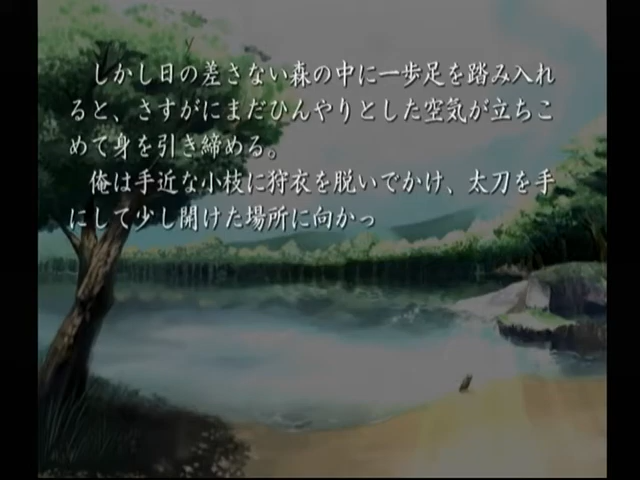 しかし日の差さない森の中に一歩足を踏み入れ
ると、さすがにまだひんやりとした空気が立ちこ
めて身を引き締める。
俺は手近な小枝に狩衣を脱いでかけ、太刀を手
にして少し開けた場所に向かっ